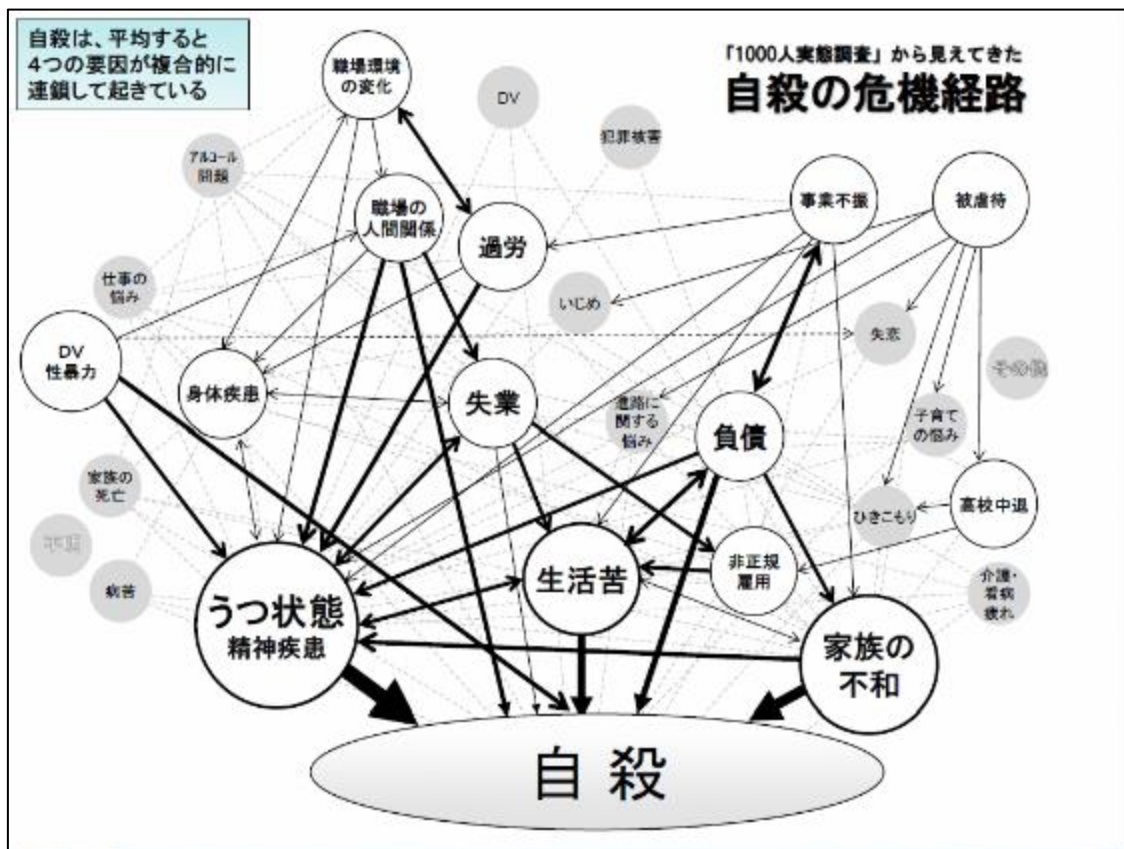 自殺は、平均すると
4つの要因が複合的に
連鎖して起きている
「1000人実態調査」から見えてきた
自殺の危機経路
職場環境
の変化
DV
犯罪被害
アルコール
問題
職場の
人間関係
過労
事業不振
被虐待
仕事の
悩み
いじめ
失恋
その他
DV
性暴力
身体疾患
失業
進路に
関する
悩み
負債
子育て
の悩み
家族の
死亡
ひきこもり
高校中退
病苦
うつ状態
精神疾患
生活苦
非正規
雇用
介護・
看病
疲れ
家族の
不和
自殺